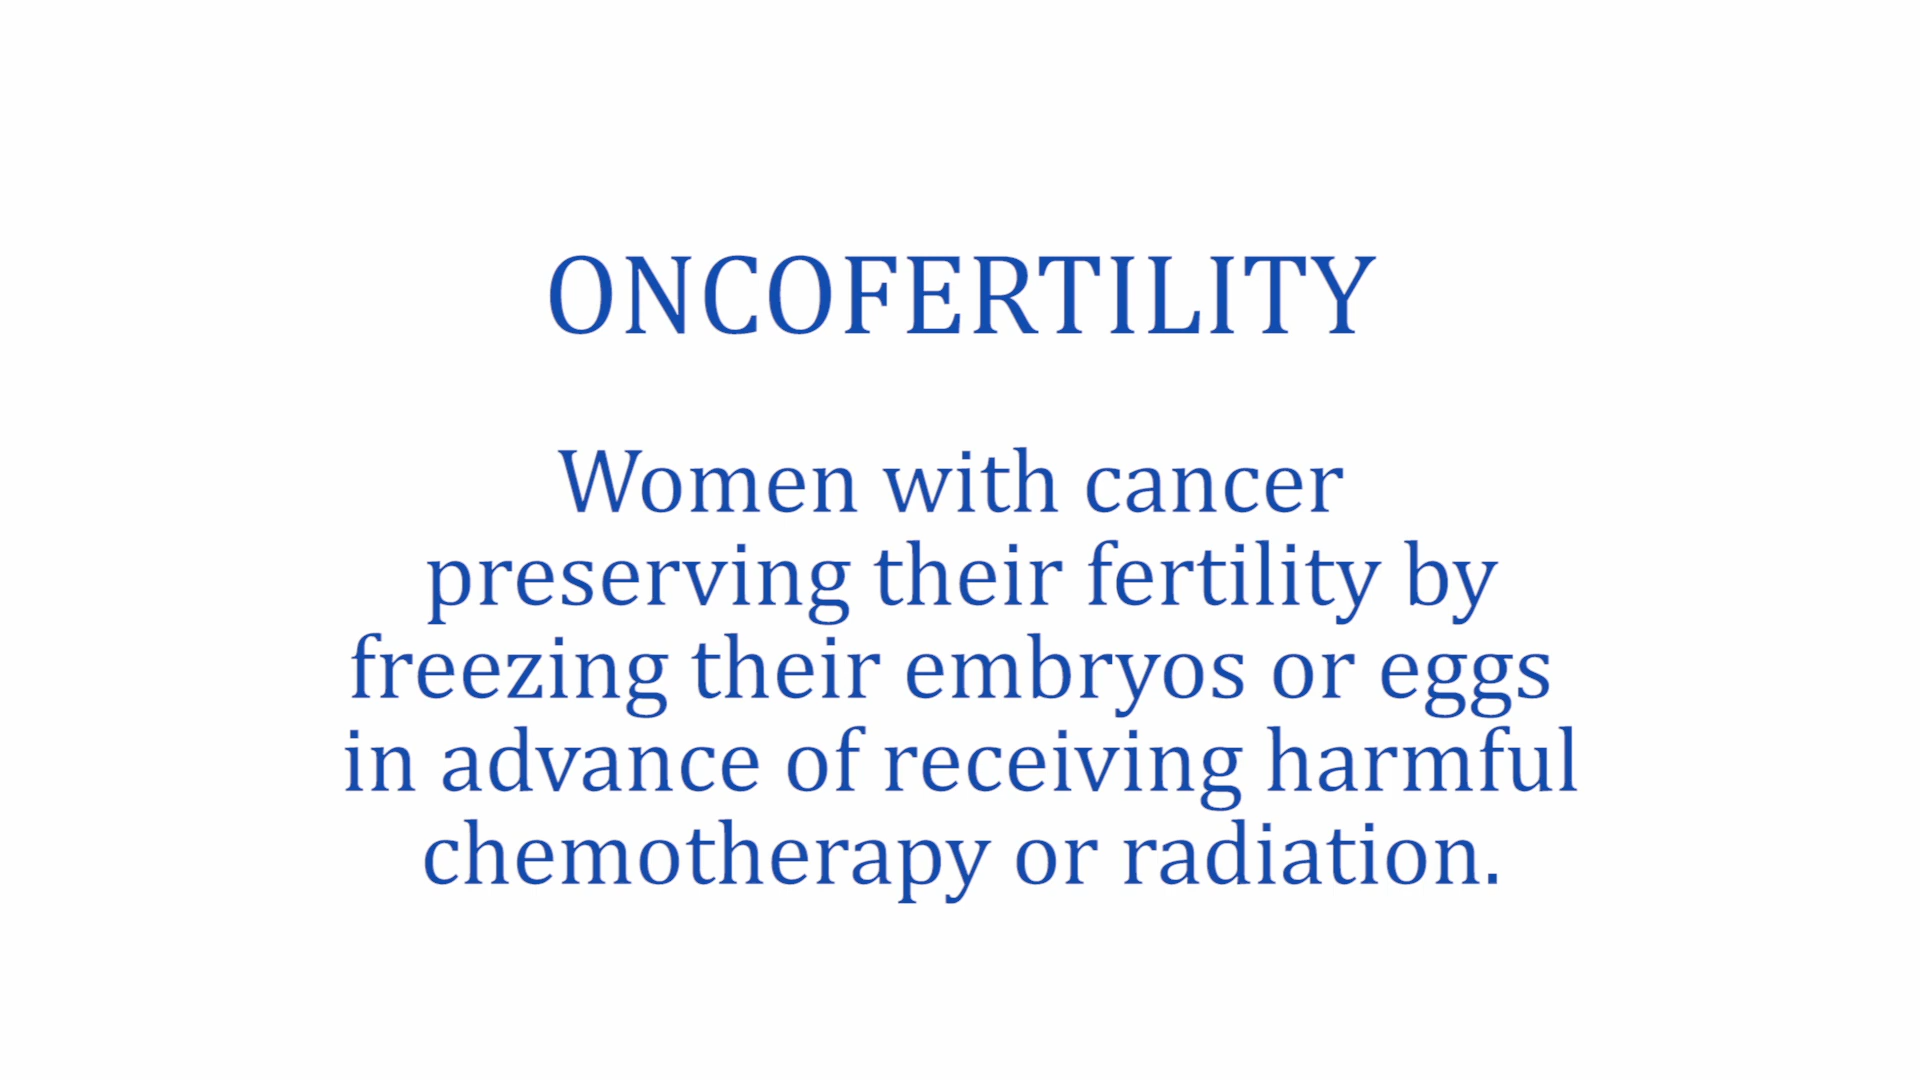 ONCOFERTILITY
Women with cancer
preserving their fertility by
freezing their embryos or eggs
in advance of receiving harmful
chemotherapy or radiation.